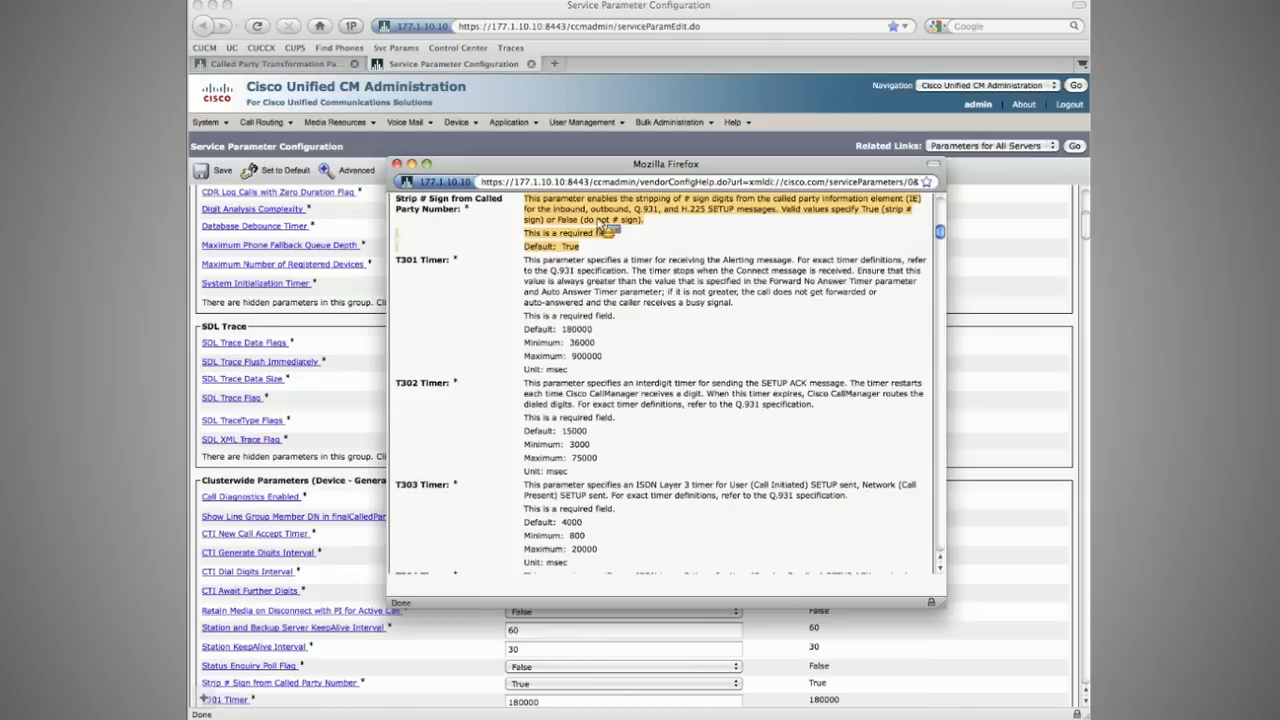 Service Parameter Configuration
1P
177.1.10.10 https://177.1.10.10:8443/ccmadmin/serviceParamEdit.do
Google
CUCM UC CUCCX CUPS Find Phones Svc Params Control Center Traces
Called Party Transformation Pa... Service Parameter Configuration
cisco
Cisco Unified CM Administration
For Cisco Unified Communications Solutions
Navigation Cisco Unified CM Administration Go
admin About Logout
System Call Routing Media Resources Voice Mail Device Application User Management Bulk Administration Help
Service Parameter Configuration
Related Links: Parameters for All Servers Go
Save Set to Default Advanced
Mozilla Firefox
177.1.10.10 https://177.1.10.10:8443/ccmadmin/vendorConfigHelp.do?url=xmldi://cisco.com/serviceParameters/0&
Strip # Sign from Called Party Number: *
This parameter enables the stripping of # sign digits from the called party information element (IE)
for the inbound, outbound, Q.931, and H.225 SETUP messages. Valid values specify True (strip #
sign) or False (do not # sign).
This is a required
Default: True
T301 Timer: *
This parameter specifies a timer for receiving the Alerting message. For exact timer definitions, refer
to the Q.931 specification. The timer stops when the Connect message is received. Ensure that this
value is always greater than the value that is specified in the Forward No Answer Timer parameter
and Auto Answer Timer parameter; if it is not greater, the call does not get forwarded or
auto-answered and the caller receives a busy signal.
This is a required field.
Default: 180000
Minimum: 36000
Maximum: 900000
Unit: msec
T302 Timer: *
This parameter specifies an interdigit timer for sending the SETUP ACK message. The timer restarts
each time Cisco CallManager receives a digit. When this timer expires, Cisco CallManager routes the
dialed digits. For exact timer definitions, refer to the Q.931 specification.
This is a required field.
Default: 15000
Minimum: 3000
Maximum: 75000
Unit: msec
T303 Timer: *
This parameter specifies an ISDN Layer 3 timer for User (Call Initiated) SETUP sent, Network (Call
Present) SETUP sent. For exact timer definitions, refer to the Q.931 specification.
This is a required field.
Default: 4000
Minimum: 800
Maximum: 20000
Unit: msec
Done
CDR Log Calls with Zero Duration Flag *
Digit Analysis Complexity *
Database Debounce Timer *
Maximum Phone Fallback Queue Depth *
Maximum Number of Registered Devices *
System Initialization Timer *
There are hidden parameters in this group.
SDL Trace
SDL Trace Data Flags *
SDL Trace Flush Immediately *
SDL Trace Data Size *
SDL Trace Flag *
SDL TraceType Flags *
SDL XML Trace Flag *
There are hidden parameters in this group.
Clusterwide Parameters (Device - Genera
Call Diagnostics Enabled *
Show Line Group Member DN in finalCalledPar
CTI New Call Accept Timer *
CTI Generate Digits Interval *
CTI Dial Digits Interval *
CTI Await Further Digits *
Retain Media on Disconnect with PI for Active Call False False
Station and Backup Server KeepAlive Interval * 60 60
Station KeepAlive Interval * 30 30
Status Enquiry Poll Flag * False False
Strip # Sign from Called Party Number * True True
T301 Timer * 180000 180000
Done